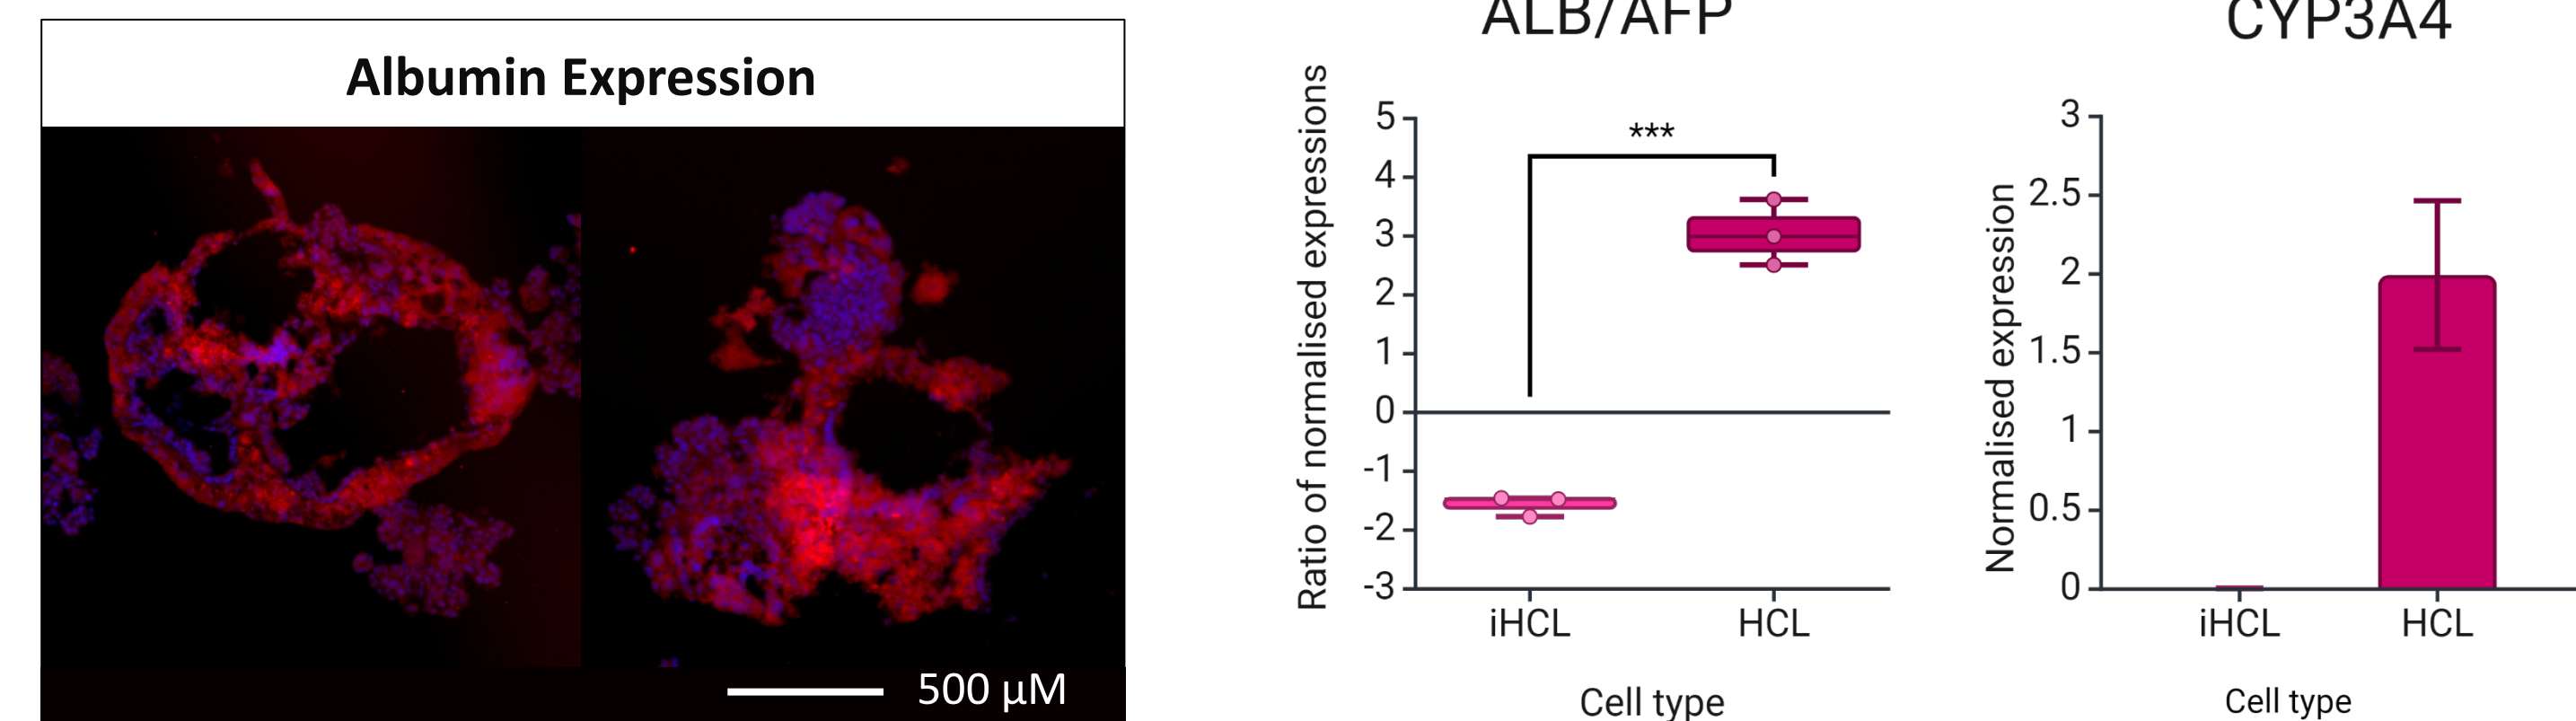 Albumin Expression
500 µM
ALB/AFP
Ratio of normalised expressions
5
4
3
2
1
0
-1
-2
-3
***
iHCL HCL
Cell type
CYP3A4
Normalised expression
3
2.5
2
1.5
1
0.5
0
iHCL HCL
Cell type